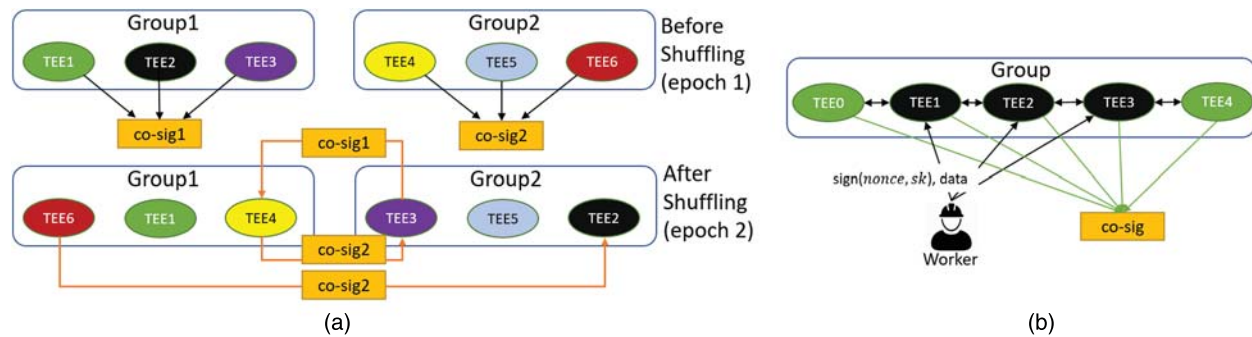 Group1
TEE1 TEE2 TEE3
co-sig1
Group2
TEE4 TEE5 TEE6
co-sig2
Before
Shuffling
(epoch 1)
co-sig1
Group1
TEE6 TEE1 TEE4
Group2
TEE3 TEE5 TEE2
After
Shuffling
(epoch 2)
co-sig2
co-sig2
(a)
Group
TEE0 TEE1 TEE2 TEE3 TEE4
sign(nonce, sk), data
Worker
co-sig
(b)